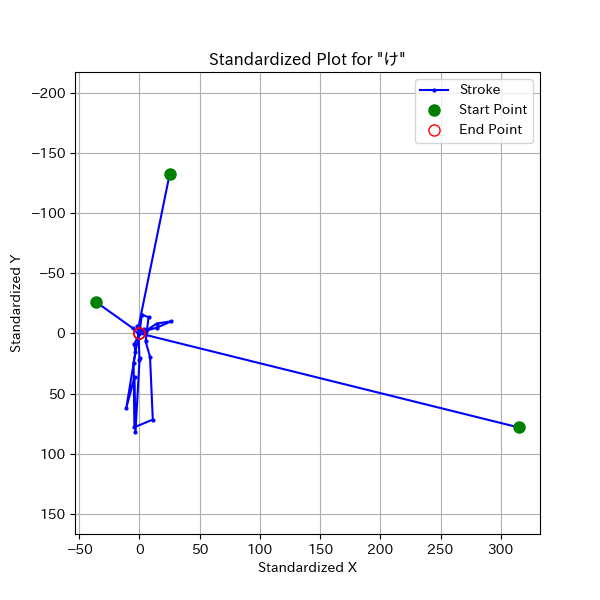 Standardized Plot for "け"
Stroke
Start Point
End Point
−200
−150
−100
−50
0
50
100
150
Standardized Y
−50 0 50 100 150 200 250 300
Standardized X